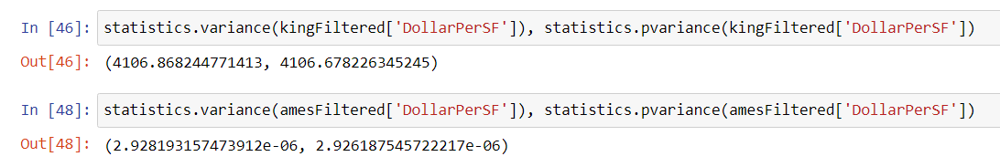 In [46]: statistics.variance(kingFiltered['DollarPerSF']), statistics.pvariance(kingFiltered['DollarPerSF'])
Out[46]: (4106.868244771413, 4106.678226345245)
In [48]: statistics.variance(amesFiltered['DollarPerSF']), statistics.pvariance(amesFiltered['DollarPerSF'])
Out[48]: (2.928193157473912e-06, 2.926187545722217e-06)